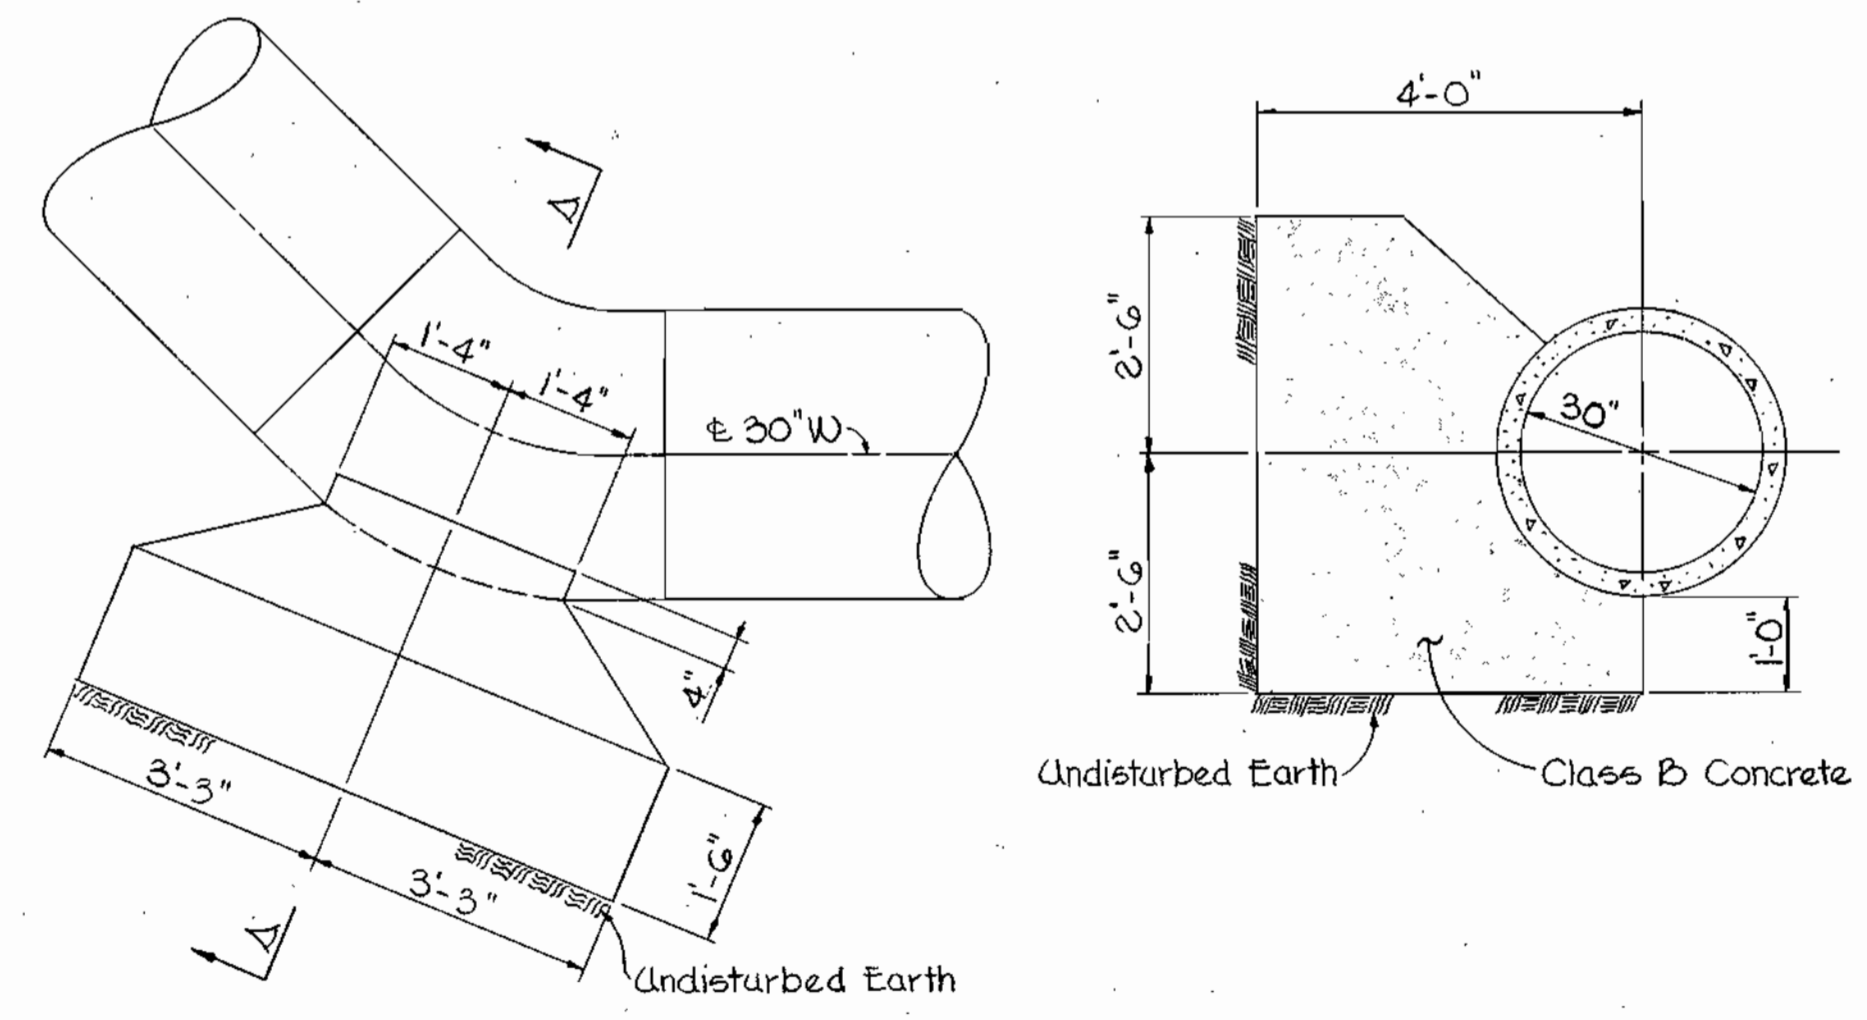 A
1'-4"
1'-4"
℄ 30" W
4"
3'-3"
3'-3"
1'-6"
A
Undisturbed Earth
4'-0"
2'-6"
30"
2'-6"
1'-0"
Undisturbed Earth
Class B Concrete